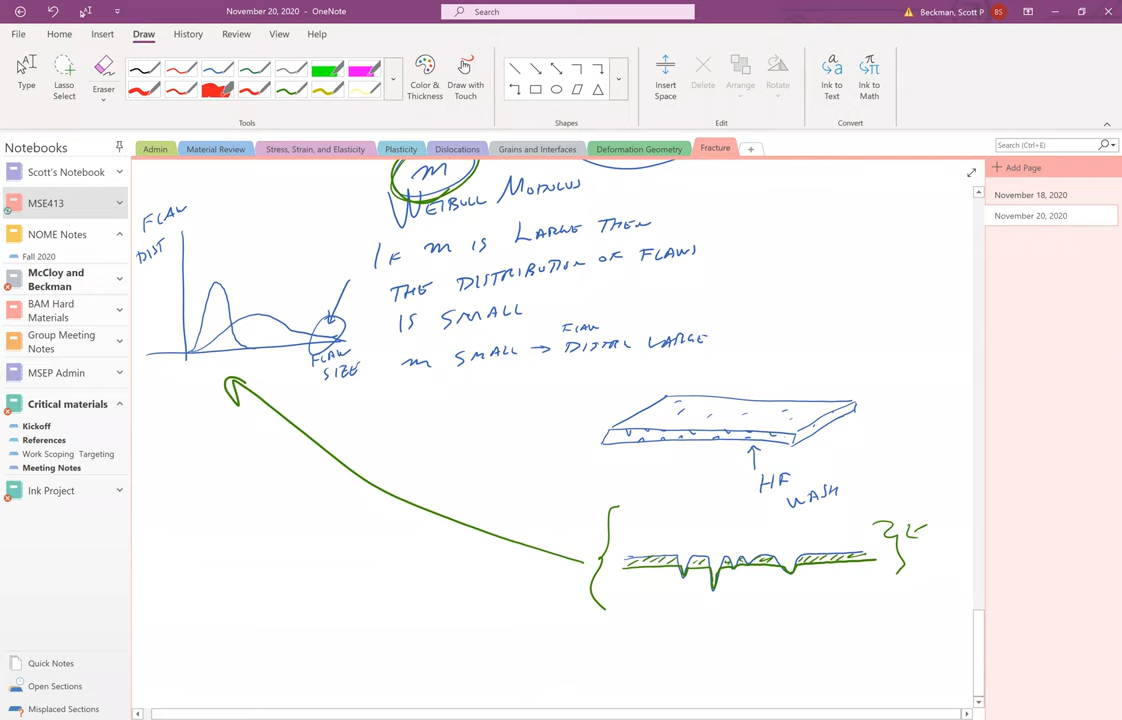 November 20, 2020 - OneNote
Search
Beckman, Scott P
BS
File
Home
Insert
Draw
History
Review
View
Help
Type
Lasso Select
Eraser
Color & Thickness
Draw with Touch
Insert Space
Delete
Arrange
Rotate
Ink to Text
Ink to Math
Tools
Shapes
Edit
Convert
Notebooks
Admin
Material Review
Stress, Strain, and Elasticity
Plasticity
Dislocations
Grains and Interfaces
Deformation Geometry
Fracture
Search (Ctrl+E)
Scott's Notebook
MSE413
NOME Notes
Fall 2020
McCloy and Beckman
BAM Hard Materials
Group Meeting Notes
MSEP Admin
Critical materials
Kickoff
References
Work Scoping Targeting
Meeting Notes
Ink Project
Quick Notes
Open Sections
Misplaced Sections
Add Page
November 18, 2020
November 20, 2020
m
WEIBULL MODULUS
FLAW
DIST
IF m IS LARGE THEN
THE DISTRIBUTION OF FLAWS
IS SMALL
FLAW
m SMALL → DISTR LARGE
FLAW
SIZE
HF
WASH